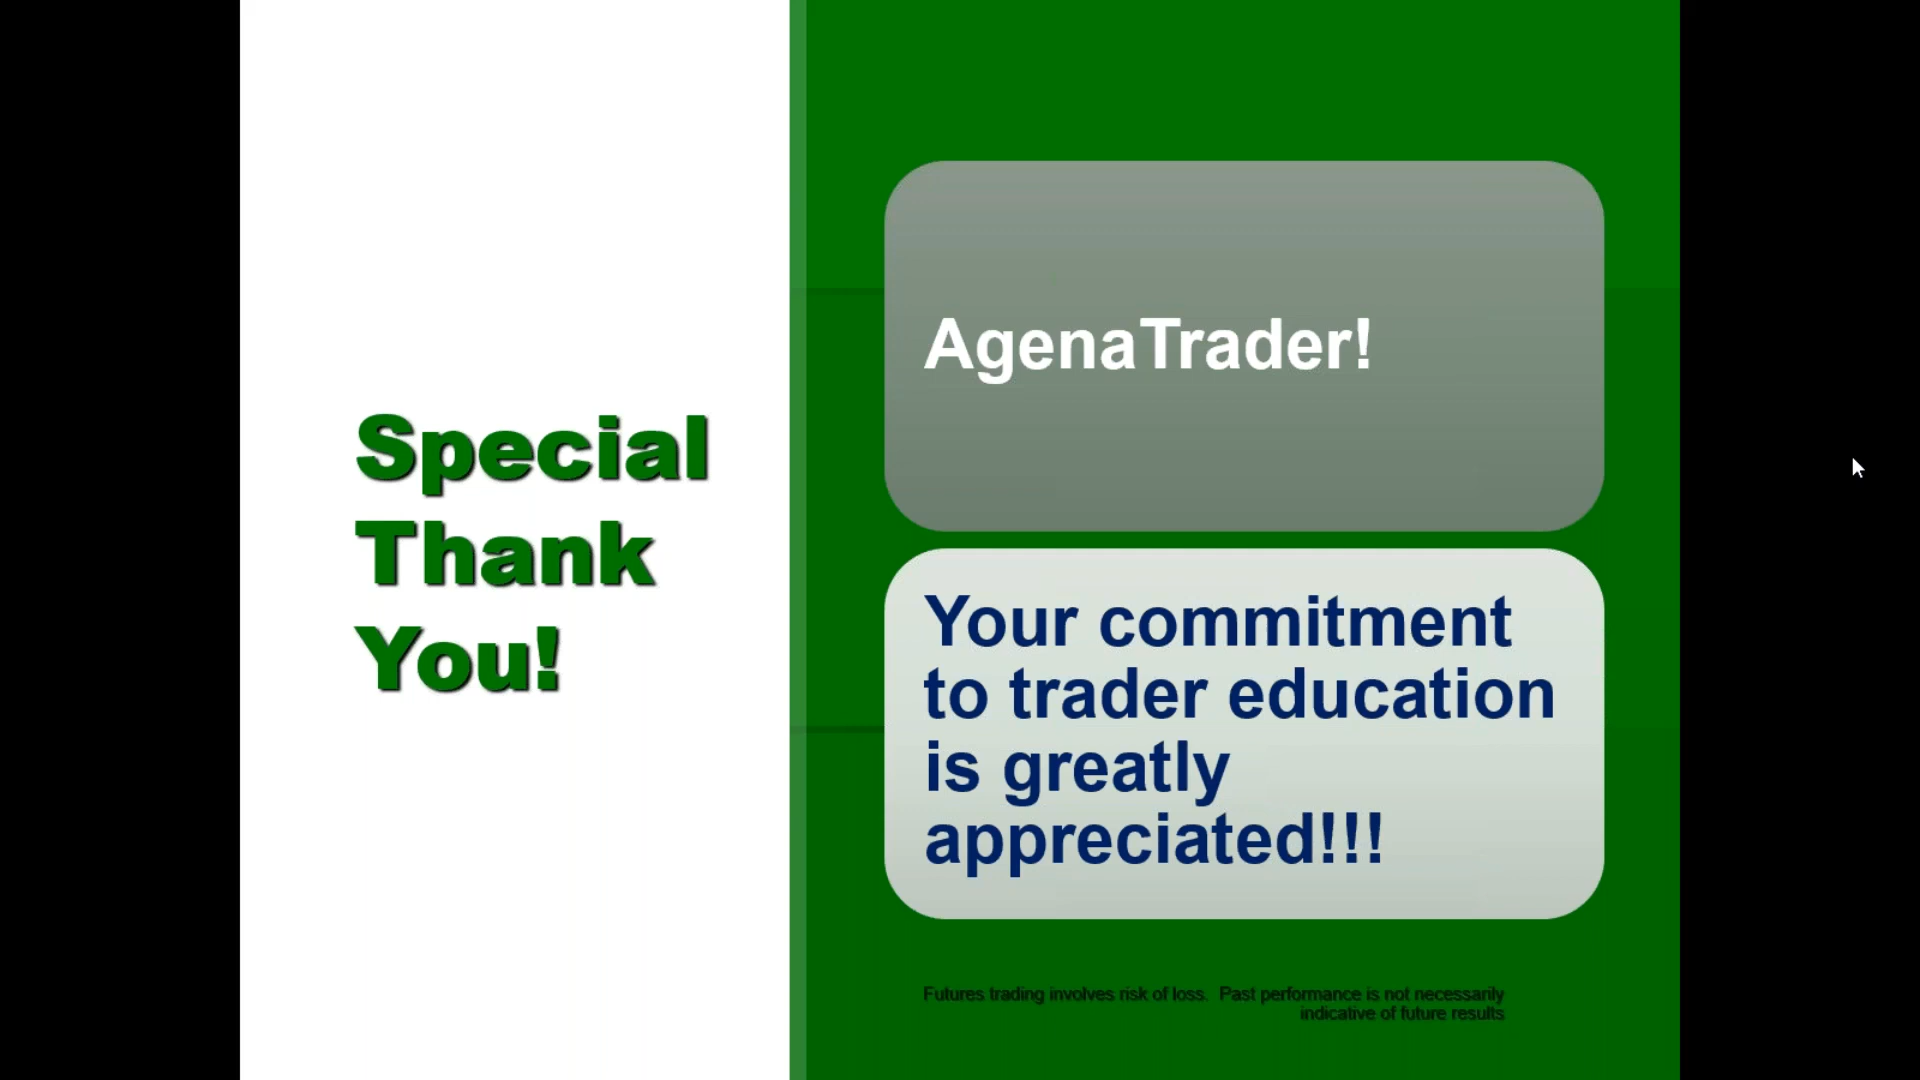 Special
Thank
You!
AgenaTrader!
Your commitment
to trader education
is greatly
appreciated!!!
Futures trading involves risk of loss.  Past performance is not necessarily
indicative of future results